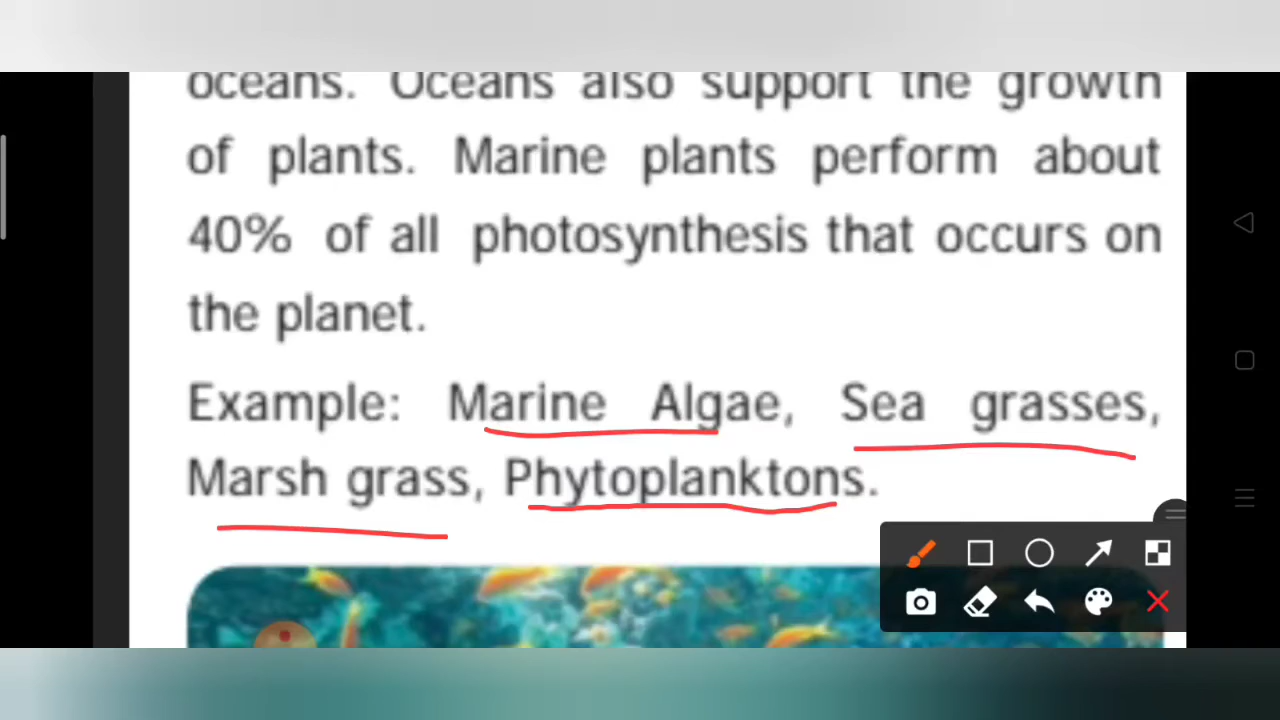 oceans. Oceans also support the growth
of plants. Marine plants perform about
40% of all photosynthesis that occurs on
the planet.
Example: Marine Algae, Sea grasses,
Marsh grass, Phytoplanktons.